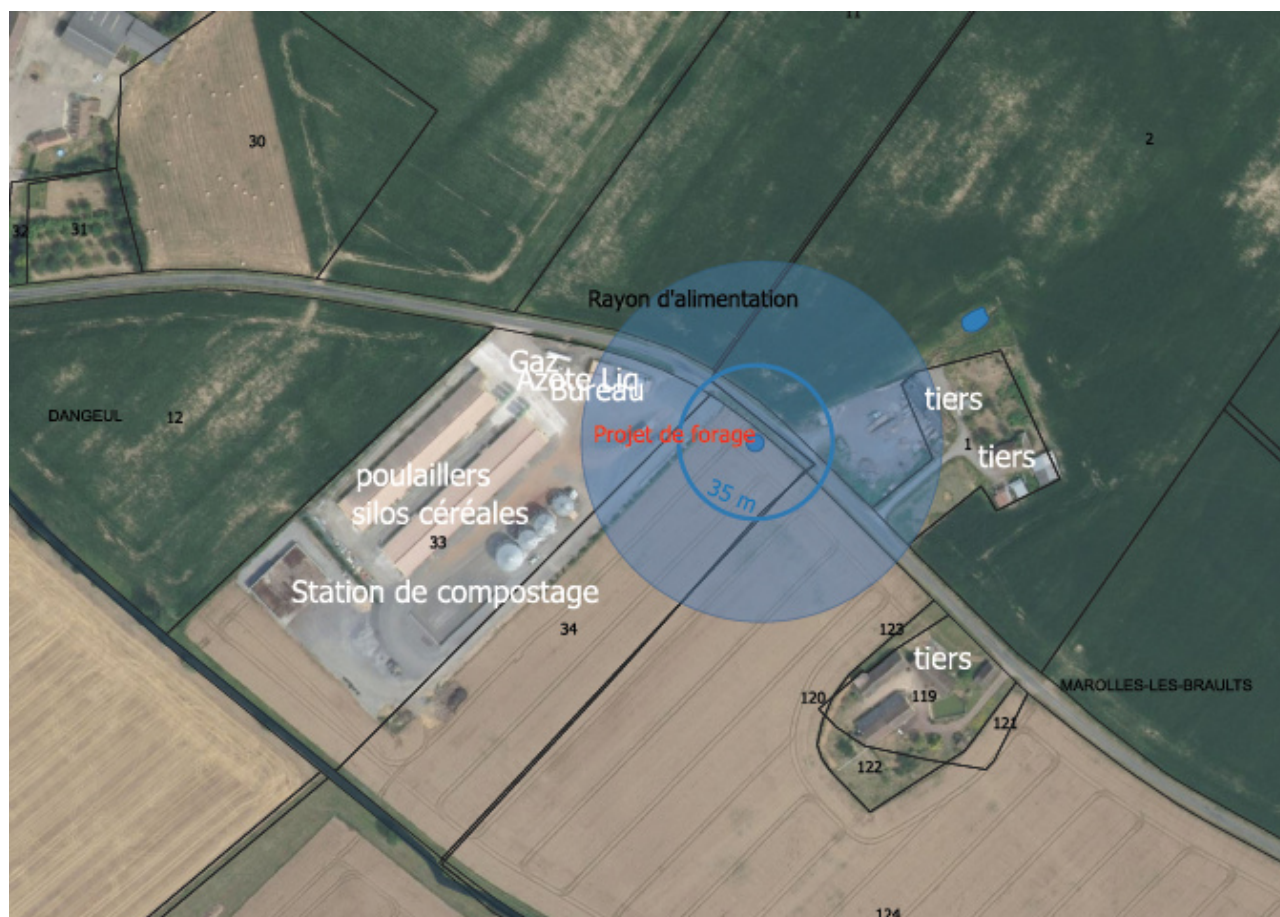 11
30
2
32
31
Rayon d'alimentation
Gaz
Azote Liq
Bureau
DANGEUL
12
tiers
Projet de forage
1
tiers
poulaillers
35 m
silos céréales
33
Station de compostage
34
123
tiers
MAROLLES-LES-BRAULTS
120
119
121
122
124